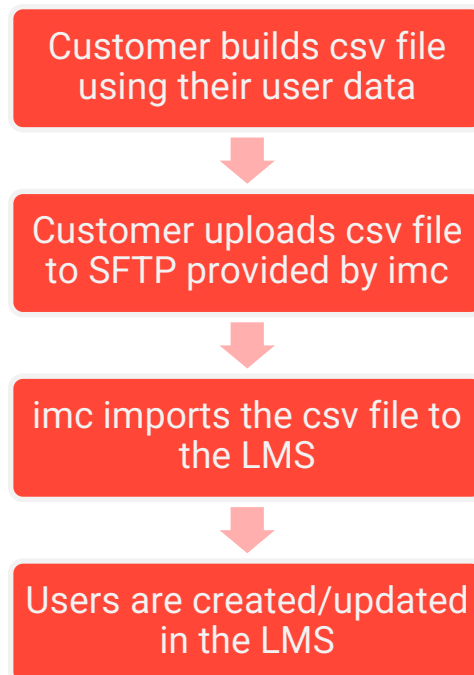 Customer builds csv file
using their user data
Customer uploads csv file
to SFTP provided by imc
imc imports the csv file to
the LMS
Users are created/updated
in the LMS